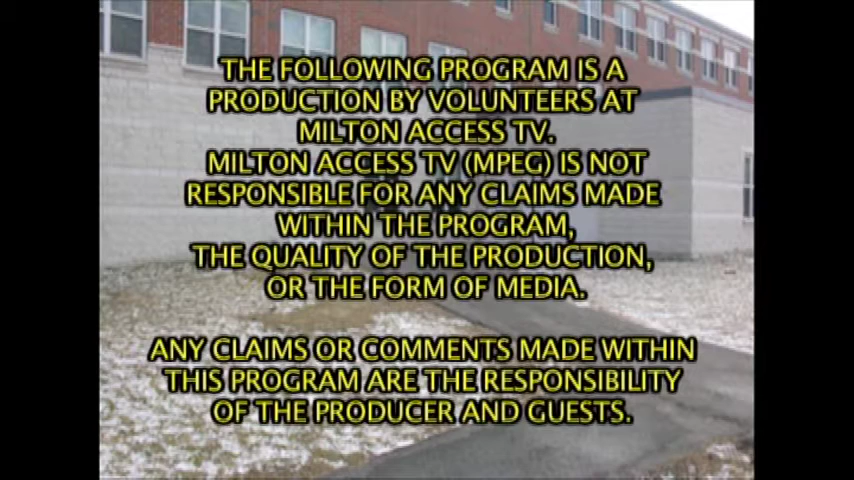 THE FOLLOWING PROGRAM IS A
PRODUCTION BY VOLUNTEERS AT
MILTON ACCESS TV.
MILTON ACCESS TV (MPEG) IS NOT
RESPONSIBLE FOR ANY CLAIMS MADE
WITHIN THE PROGRAM,
THE QUALITY OF THE PRODUCTION,
OR THE FORM OF MEDIA.
ANY CLAIMS OR COMMENTS MADE WITHIN
THIS PROGRAM ARE THE RESPONSIBILITY
OF THE PRODUCER AND GUESTS.